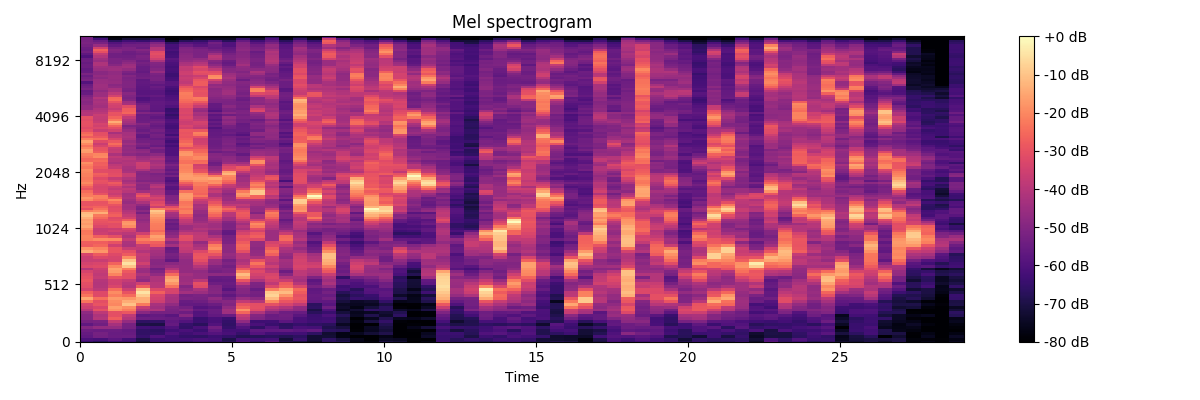 Mel spectrogram
8192
4096
2048
1024
512
0
Hz
0 5 10 15 20 25
Time
+0 dB
-10 dB
-20 dB
-30 dB
-40 dB
-50 dB
-60 dB
-70 dB
-80 dB